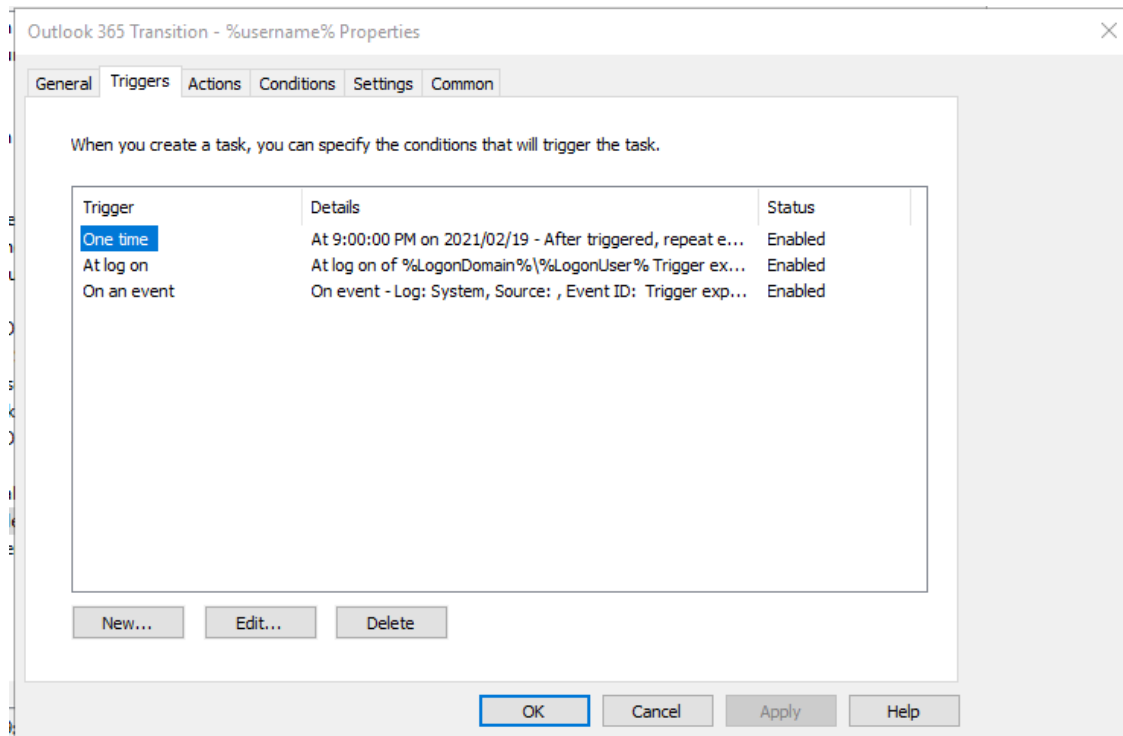 Outlook 365 Transition - %username% Properties
General Triggers Actions Conditions Settings Common
When you create a task, you can specify the conditions that will trigger the task.
Trigger Details Status
One time At 9:00:00 PM on 2021/02/19 - After triggered, repeat e... Enabled
At log on At log on of %LogonDomain%\%LogonUser% Trigger ex... Enabled
On an event On event - Log: System, Source: , Event ID: Trigger exp... Enabled
New... Edit... Delete
OK Cancel Apply Help